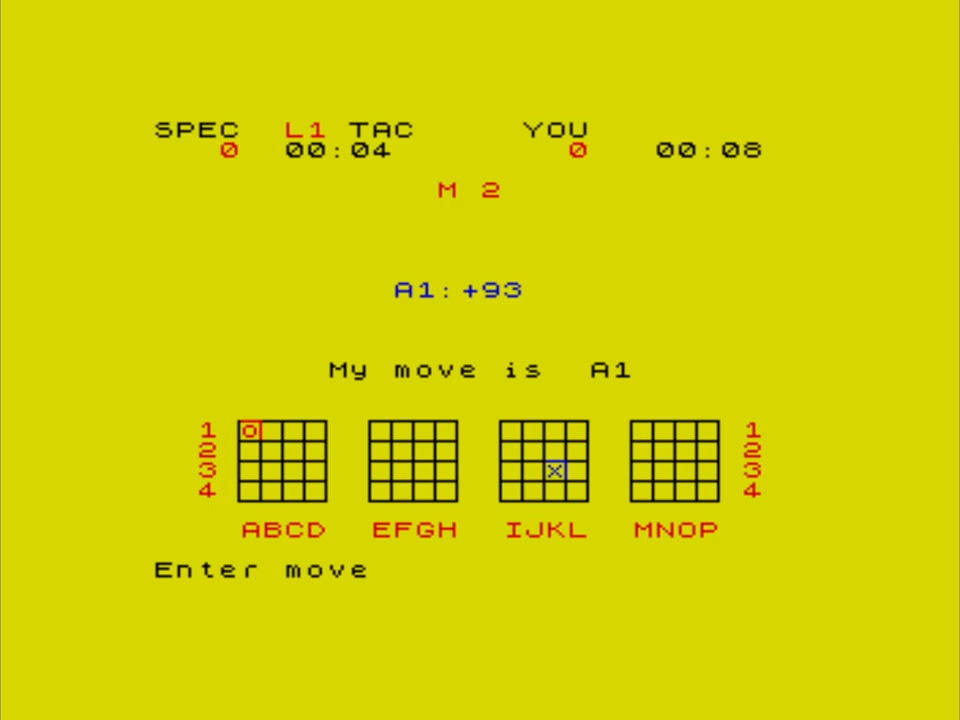 SPEC L1 TAC YOU
0 00:04 0 00:08
M 2
A1:+93
My move is A1
1 O 1
2 2
3 X 3
4 4
ABCD EFGH IJKL MNOP
Enter move